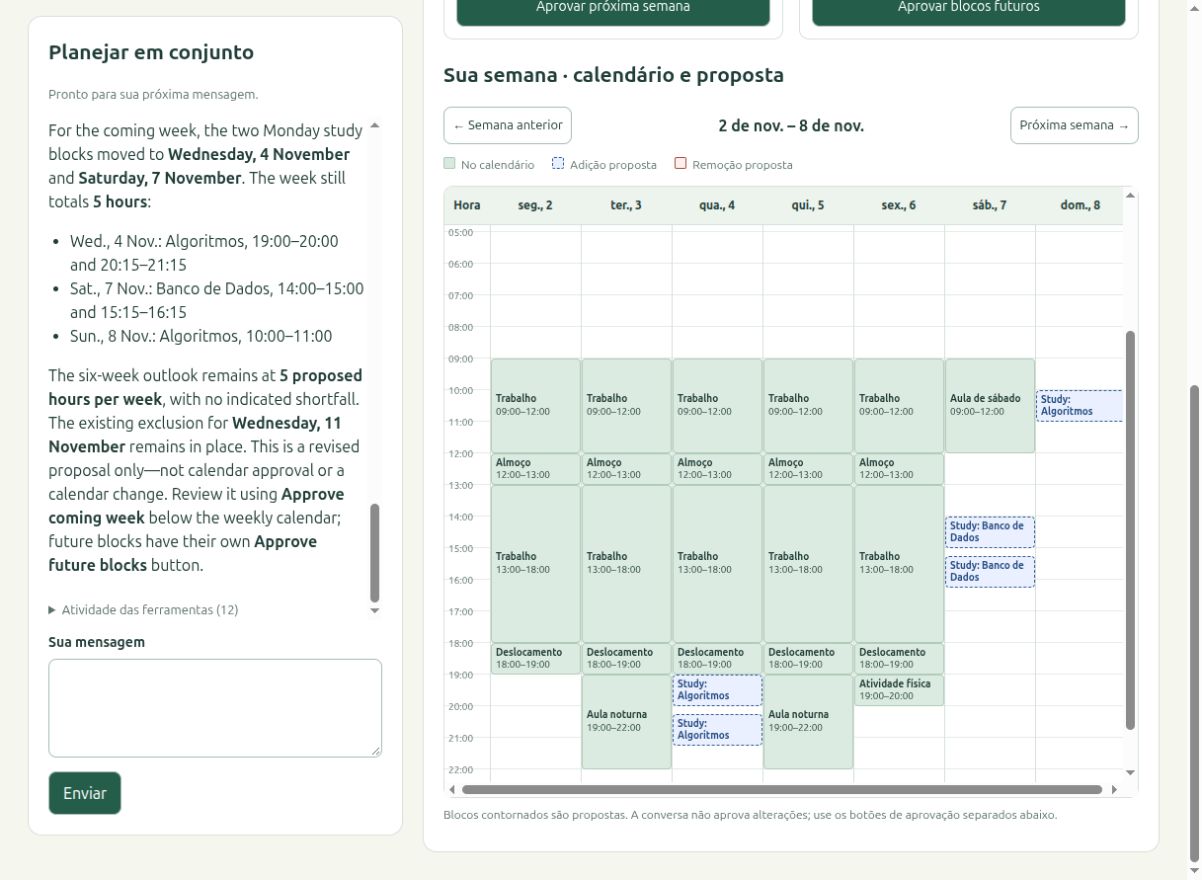 Planejar em conjunto
Pronto para sua próxima mensagem.
For the coming week, the two Monday study
blocks moved to Wednesday, 4 November
and Saturday, 7 November. The week still
totals 5 hours:
• Wed., 4 Nov.: Algoritmos, 19:00–20:00
and 20:15–21:15
• Sat., 7 Nov.: Banco de Dados, 14:00–15:00
and 15:15–16:15
• Sun., 8 Nov.: Algoritmos, 10:00–11:00
The six-week outlook remains at 5 proposed
hours per week, with no indicated shortfall.
The existing exclusion for Wednesday, 11
November remains in place. This is a revised
proposal only—not calendar approval or a
calendar change. Review it using Approve
coming week below the weekly calendar;
future blocks have their own Approve
future blocks button.
Atividade das ferramentas (12)
Sua mensagem
Enviar
Aprovar próxima semana
Aprovar blocos futuros
Sua semana · calendário e proposta
← Semana anterior
2 de nov. – 8 de nov.
Próxima semana →
No calendário
Adição proposta
Remoção proposta
Hora seg., 2 ter., 3 qua., 4 qui., 5 sex., 6 sáb., 7 dom., 8
05:00
06:00
07:00
08:00
09:00
10:00
Trabalho Trabalho Trabalho Trabalho Trabalho Aula de sábado Study:
09:00–12:00 09:00–12:00 09:00–12:00 09:00–12:00 09:00–12:00 09:00–12:00 Algoritmos
11:00
12:00
Almoço Almoço Almoço Almoço Almoço
12:00–13:00 12:00–13:00 12:00–13:00 12:00–13:00 12:00–13:00
13:00
14:00
Study: Banco de
Dados
15:00
Trabalho Trabalho Trabalho Trabalho Trabalho Study: Banco de
13:00–18:00 13:00–18:00 13:00–18:00 13:00–18:00 13:00–18:00 Dados
16:00
17:00
18:00
Deslocamento Deslocamento Deslocamento Deslocamento Deslocamento
18:00–19:00 18:00–19:00 18:00–19:00 18:00–19:00 18:00–19:00
19:00
Study: Atividade física
Algoritmos 19:00–20:00
20:00
Aula noturna Study: Aula noturna
19:00–22:00 Algoritmos 19:00–22:00
21:00
22:00
Blocos contornados são propostas. A conversa não aprova alterações; use os botões de aprovação separados abaixo.